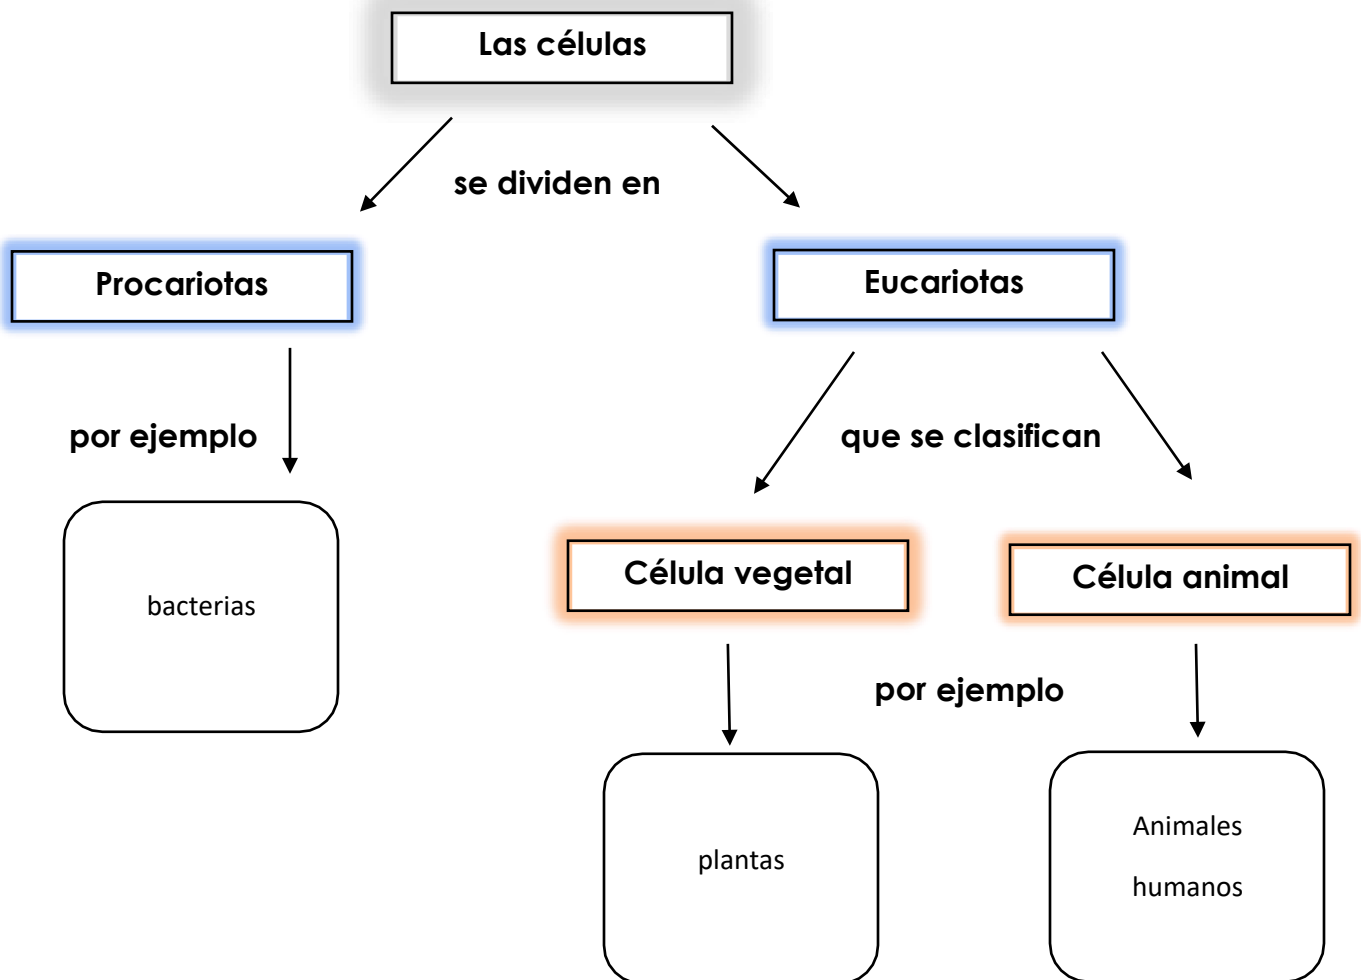 Las células
se dividen en
Procariotas
Eucariotas
por ejemplo
que se clasifican
bacterias
Célula vegetal
Célula animal
por ejemplo
plantas
Animales
humanos